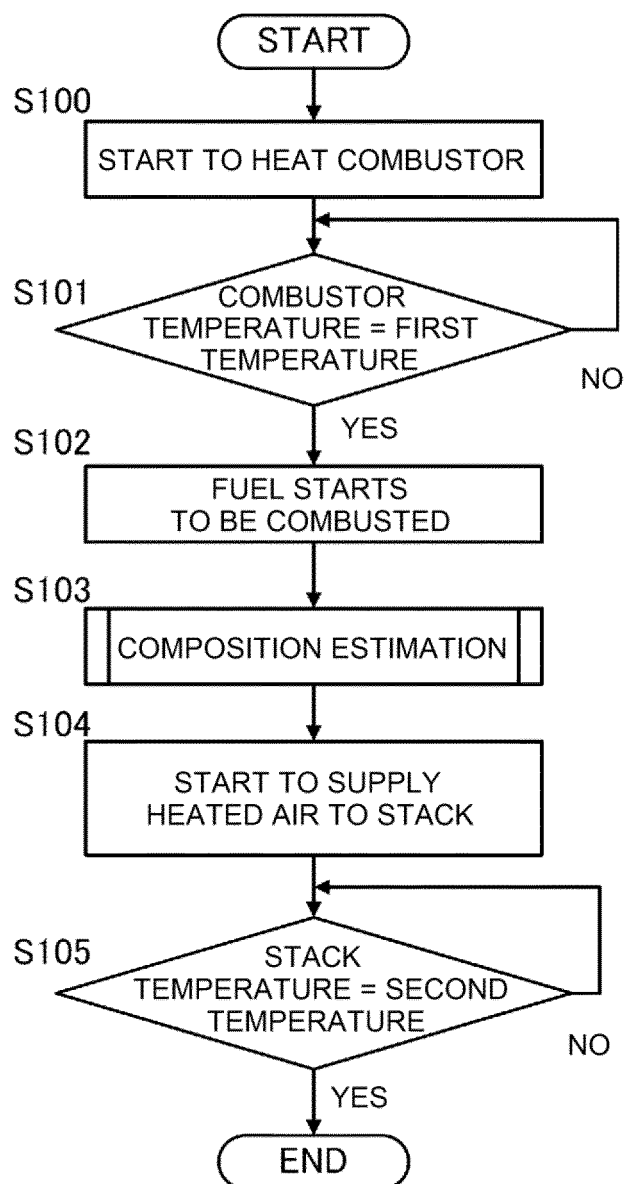 START
S100
START TO HEAT COMBUSTOR
S101
COMBUSTOR
TEMPERATURE = FIRST
TEMPERATURE
NO
YES
S102
FUEL STARTS
TO BE COMBUSTED
S103
COMPOSITION ESTIMATION
S104
START TO SUPPLY
HEATED AIR TO STACK
S105
STACK
TEMPERATURE = SECOND
TEMPERATURE
NO
YES
END